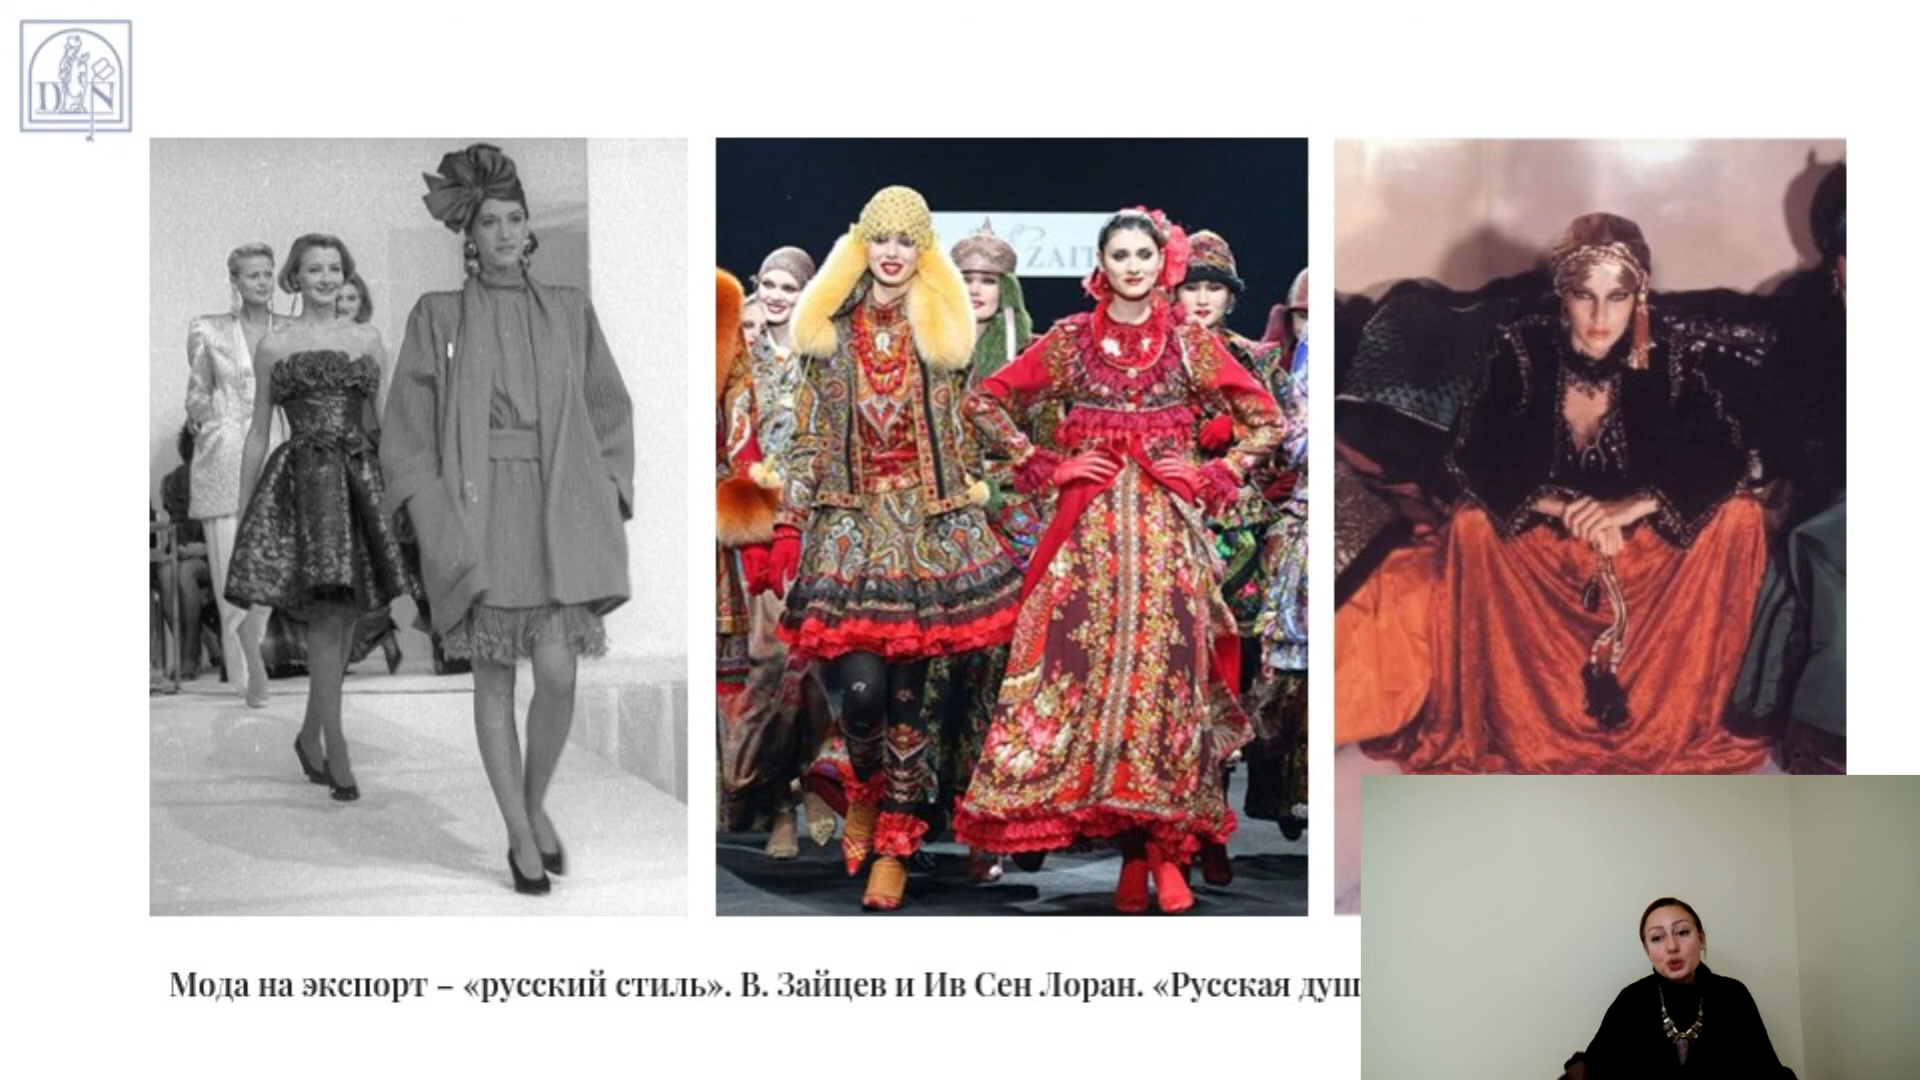 DN
ZAIT
Мода на экспорт – «русский стиль». В. Зайцев и Ив Сен Лоран. «Русская душ